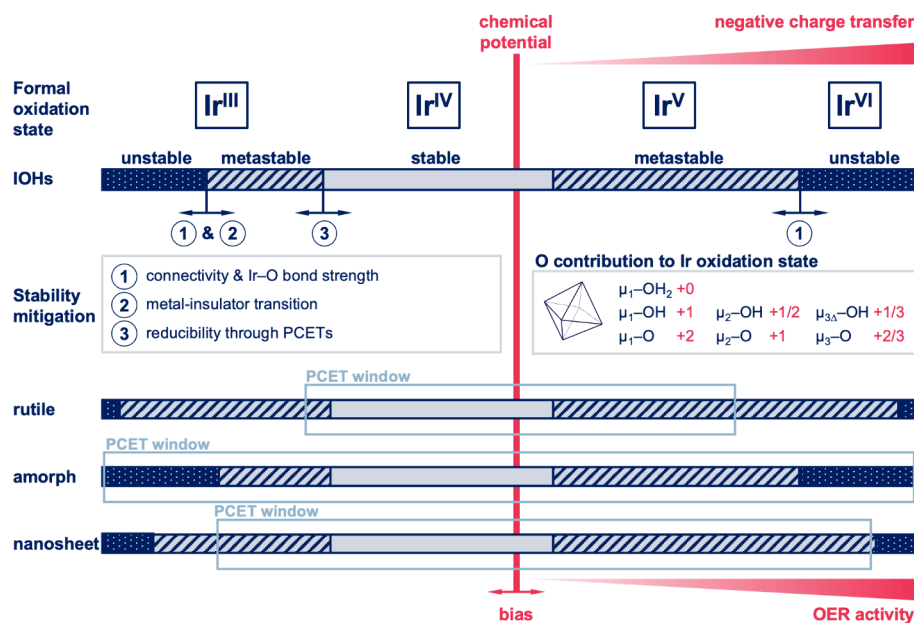 chemical
potential
negative charge transfer
Formal
oxidation
state
Ir^III
Ir^IV
Ir^V
Ir^VI
unstable
metastable
stable
metastable
unstable
IOHs
1 & 2
3
1
Stability
mitigation
1 connectivity & Ir–O bond strength
2 metal-insulator transition
3 reducibility through PCETs
O contribution to Ir oxidation state
μ₁–OH₂ +0
μ₁–OH +1 μ₂–OH +1/2 μ₃Δ–OH +1/3
μ₁–O +2 μ₂–O +1 μ₃–O +2/3
PCET window
rutile
PCET window
amorph
PCET window
nanosheet
bias
OER activity